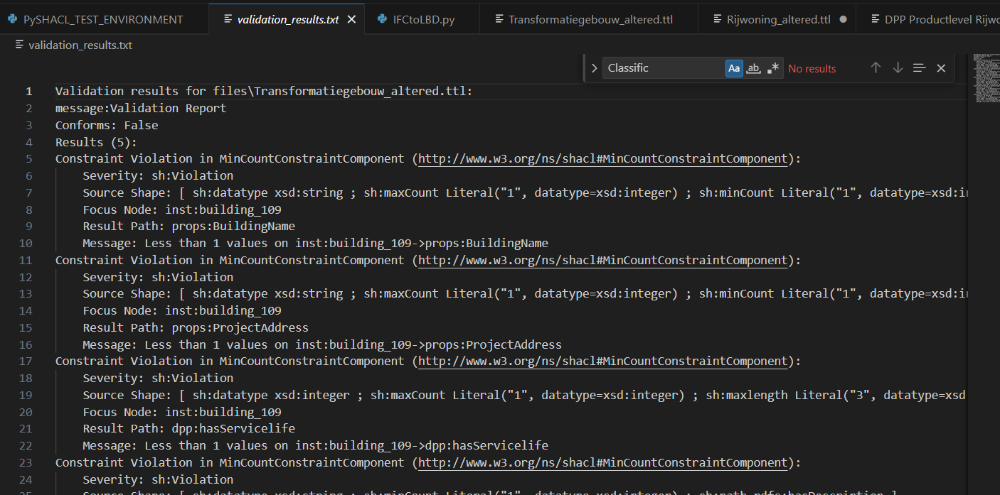 PySHACL_TEST_ENVIRONMENT validation_results.txt IFCtoLBD.py Transformatiegebouw_altered.ttl Rijwoning_altered.ttl DPP Productlevel Rijwo
validation_results.txt
Classific Aa ab .* No results
1 Validation results for files\Transformatiegebouw_altered.ttl:
2 message:Validation Report
3 Conforms: False
4 Results (5):
5 Constraint Violation in MinCountConstraintComponent (http://www.w3.org/ns/shacl#MinCountConstraintComponent):
6 Severity: sh:Violation
7 Source Shape: [ sh:datatype xsd:string ; sh:maxCount Literal("1", datatype=xsd:integer) ; sh:minCount Literal("1", datatype=xsd:in
8 Focus Node: inst:building_109
9 Result Path: props:BuildingName
10 Message: Less than 1 values on inst:building_109->props:BuildingName
11 Constraint Violation in MinCountConstraintComponent (http://www.w3.org/ns/shacl#MinCountConstraintComponent):
12 Severity: sh:Violation
13 Source Shape: [ sh:datatype xsd:string ; sh:maxCount Literal("1", datatype=xsd:integer) ; sh:minCount Literal("1", datatype=xsd:in
14 Focus Node: inst:building_109
15 Result Path: props:ProjectAddress
16 Message: Less than 1 values on inst:building_109->props:ProjectAddress
17 Constraint Violation in MinCountConstraintComponent (http://www.w3.org/ns/shacl#MinCountConstraintComponent):
18 Severity: sh:Violation
19 Source Shape: [ sh:datatype xsd:integer ; sh:maxCount Literal("1", datatype=xsd:integer) ; sh:maxlength Literal("3", datatype=xsd
20 Focus Node: inst:building_109
21 Result Path: dpp:hasServicelife
22 Message: Less than 1 values on inst:building_109->dpp:hasServicelife
23 Constraint Violation in MinCountConstraintComponent (http://www.w3.org/ns/shacl#MinCountConstraintComponent):
24 Severity: sh:Violation
25 Source Shape: [ sh:datatype xsd:string ; sh:minCount Literal("1", datatype=xsd:integer) ; sh:path rdfs:hasDescription ]